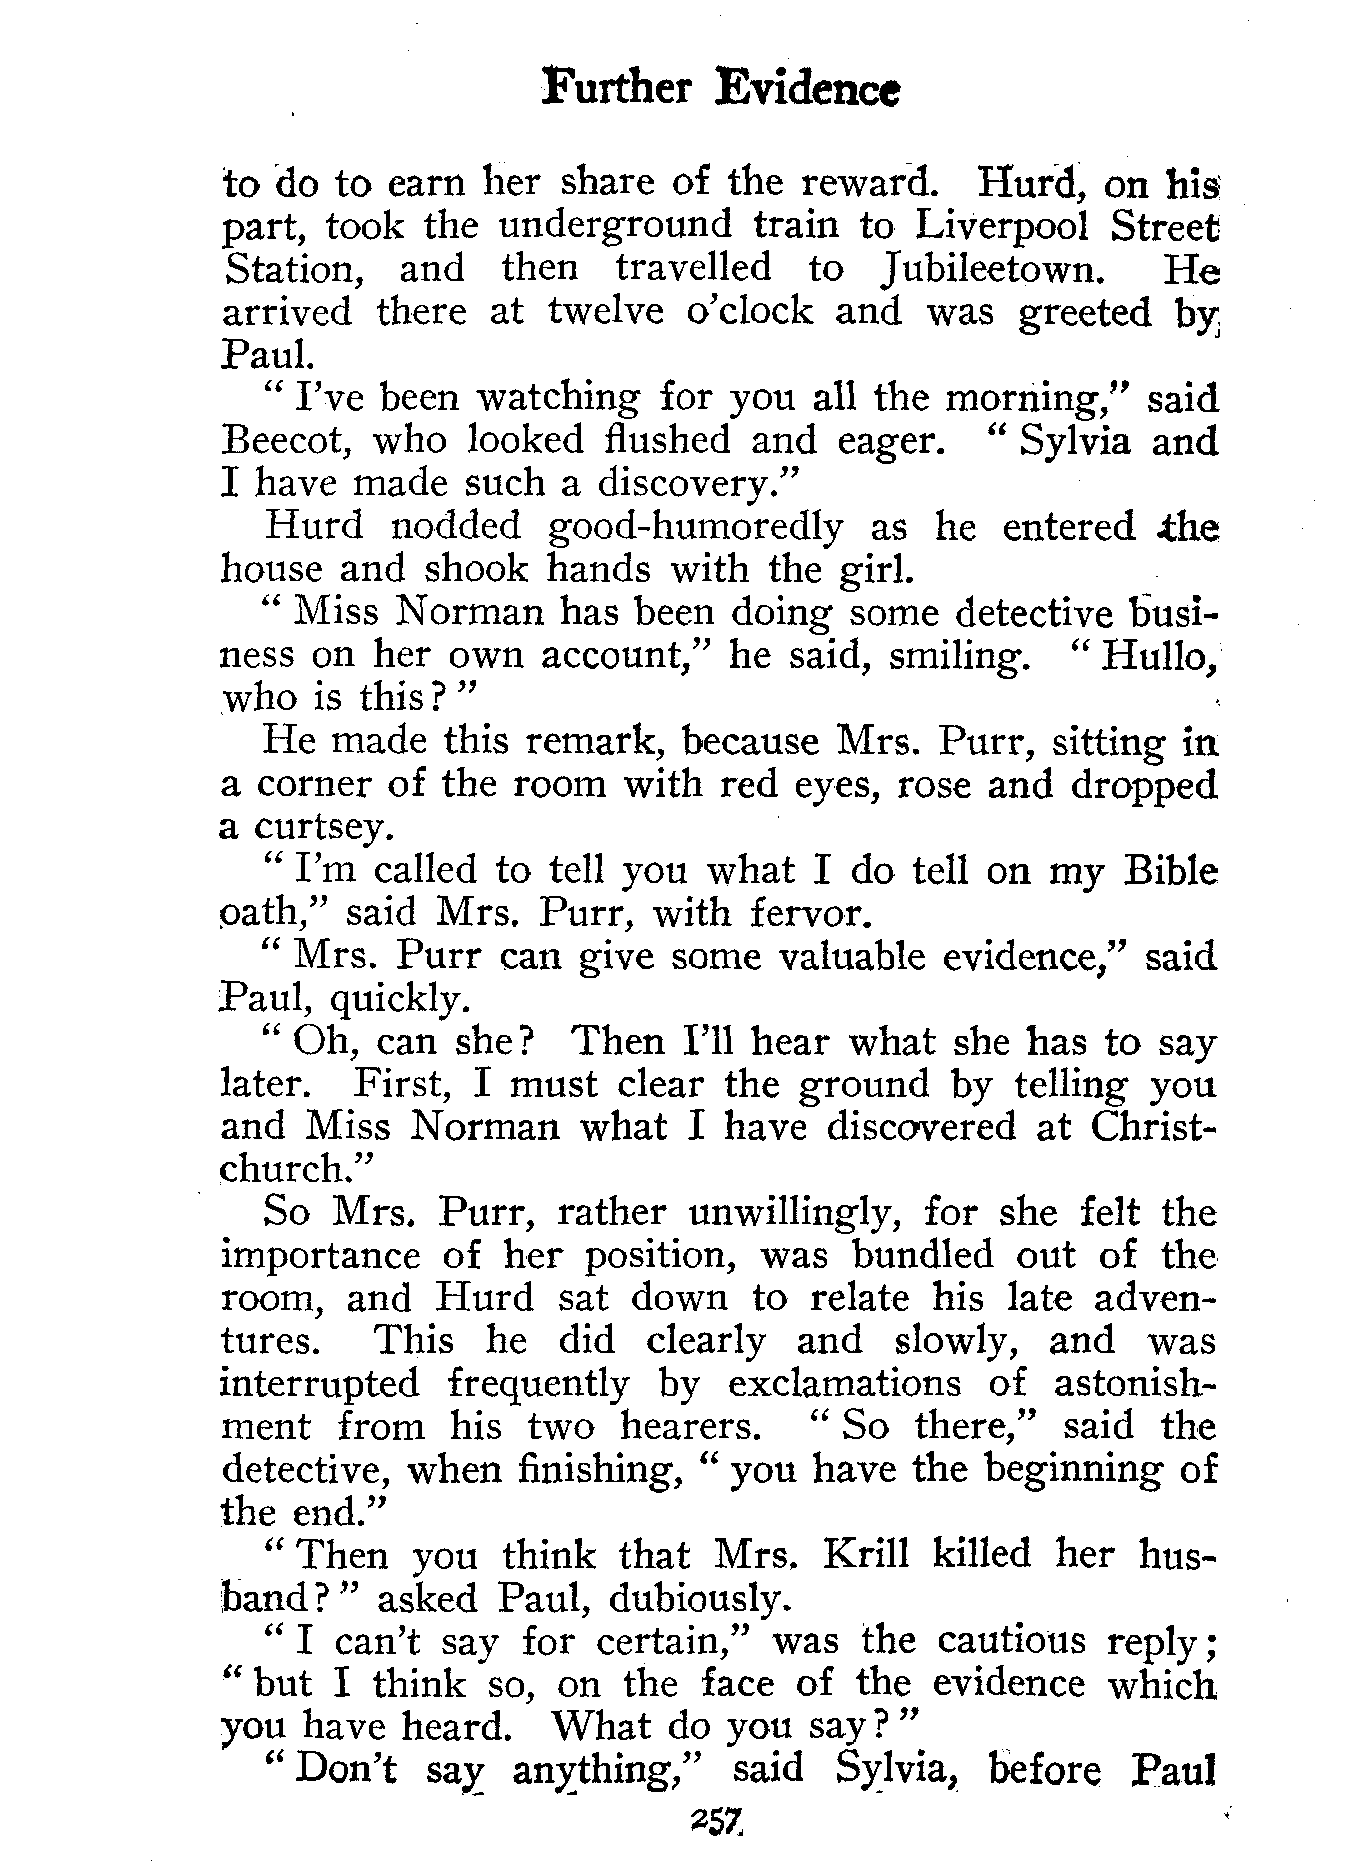 Further Evidence
to do to earn her share of the reward. Hurd, on his
part, took the underground train to Liverpool Street
Station, and then travelled to Jubileetown. He
arrived there at twelve o'clock and was greeted by
Paul.
" I've been watching for you all the morning," said
Beecot, who looked flushed and eager. " Sylvia and
I have made such a discovery."
Hurd nodded good-humoredly as he entered the
house and shook hands with the girl.
" Miss Norman has been doing some detective busi-
ness on her own account," he said, smiling. " Hullo,
who is this? "
He made this remark, because Mrs. Purr, sitting in
a corner of the room with red eyes, rose and dropped
a curtsey.
" I'm called to tell you what I do tell on my Bible
oath," said Mrs. Purr, with fervor.
" Mrs. Purr can give some valuable evidence," said
Paul, quickly.
" Oh, can she? Then I'll hear what she has to say
later. First, I must clear the ground by telling you
and Miss Norman what I have discovered at Christ-
church."
So Mrs. Purr, rather unwillingly, for she felt the
importance of her position, was bundled out of the
room, and Hurd sat down to relate his late adven-
tures. This he did clearly and slowly, and was
interrupted frequently by exclamations of astonish-
ment from his two hearers. " So there," said the
detective, when finishing, " you have the beginning of
the end."
" Then you think that Mrs. Krill killed her hus-
band? " asked Paul, dubiously.
" I can't say for certain," was the cautious reply;
" but I think so, on the face of the evidence which
you have heard. What do you say? "
" Don't say anything," said Sylvia, before Paul
257